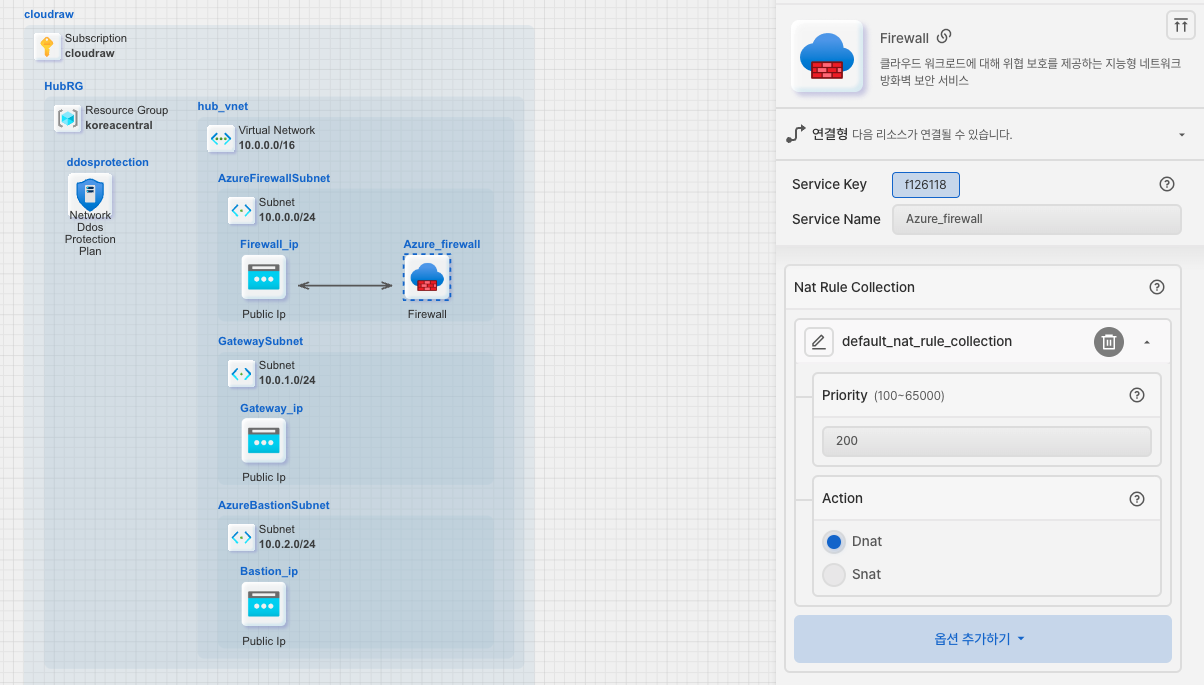 cloudraw
Subscription
cloudraw
HubRG
Resource Group
koreacentral
ddosprotection
Network
Ddos
Protection
Plan
hub_vnet
Virtual Network
10.0.0.0/16
AzureFirewallSubnet
Subnet
10.0.0.0/24
Firewall_ip
Public Ip
Azure_firewall
Firewall
GatewaySubnet
Subnet
10.0.1.0/24
Gateway_ip
Public Ip
AzureBastionSubnet
Subnet
10.0.2.0/24
Bastion_ip
Public Ip
Firewall
클라우드 워크로드에 대해 위협 보호를 제공하는 지능형 네트워크
방화벽 보안 서비스
연결형 다음 리소스가 연결될 수 있습니다.
Service Key f126118
Service Name Azure_firewall
Nat Rule Collection
default_nat_rule_collection
Priority (100~65000)
200
Action
Dnat
Snat
옵션 추가하기